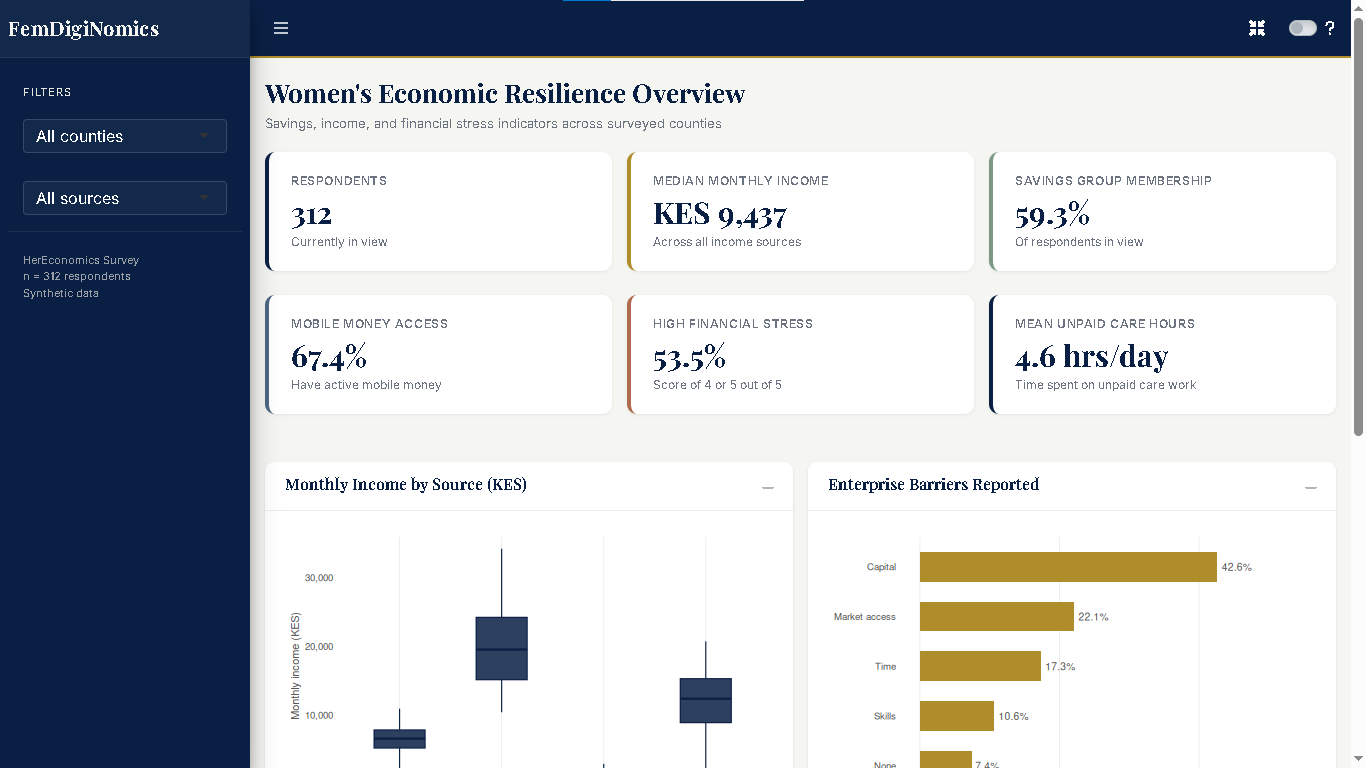 FemDigiNomics
?
FILTERS
All counties
All sources
HerEconomics Survey
n = 312 respondents
Synthetic data
Women's Economic Resilience Overview
Savings, income, and financial stress indicators across surveyed counties
RESPONDENTS
312
Currently in view
MEDIAN MONTHLY INCOME
KES 9,437
Across all income sources
SAVINGS GROUP MEMBERSHIP
59.3%
Of respondents in view
MOBILE MONEY ACCESS
67.4%
Have active mobile money
HIGH FINANCIAL STRESS
53.5%
Score of 4 or 5 out of 5
MEAN UNPAID CARE HOURS
4.6 hrs/day
Time spent on unpaid care work
Monthly Income by Source (KES)
Monthly income (KES)
30,000
20,000
10,000
Enterprise Barriers Reported
Capital 42.6%
Market access 22.1%
Time 17.3%
Skills 10.6%
None 7.4%